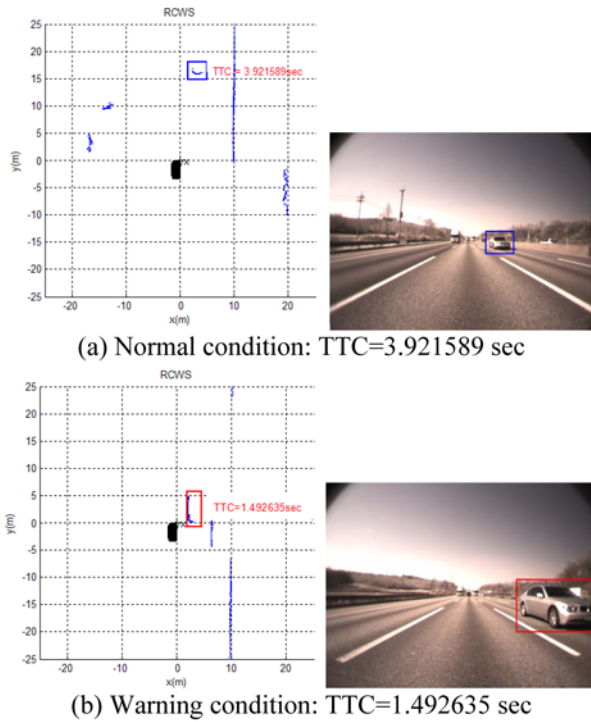 RCWS
25
20
15
10
5
0
-5
-10
-15
-20
25
y(m)
TTC = 3.921589sec
X
-20
-10
0
10
20
x(m)
(a) Normal condition: TTC=3.921589 sec
RCWS
25
20
15
10
5
0
-5
-10
-15
-20
25
y(m)
TTC=1.492635sec
X
-20
-10
0
10
20
x(m)
(b) Warning condition: TTC=1.492635 sec